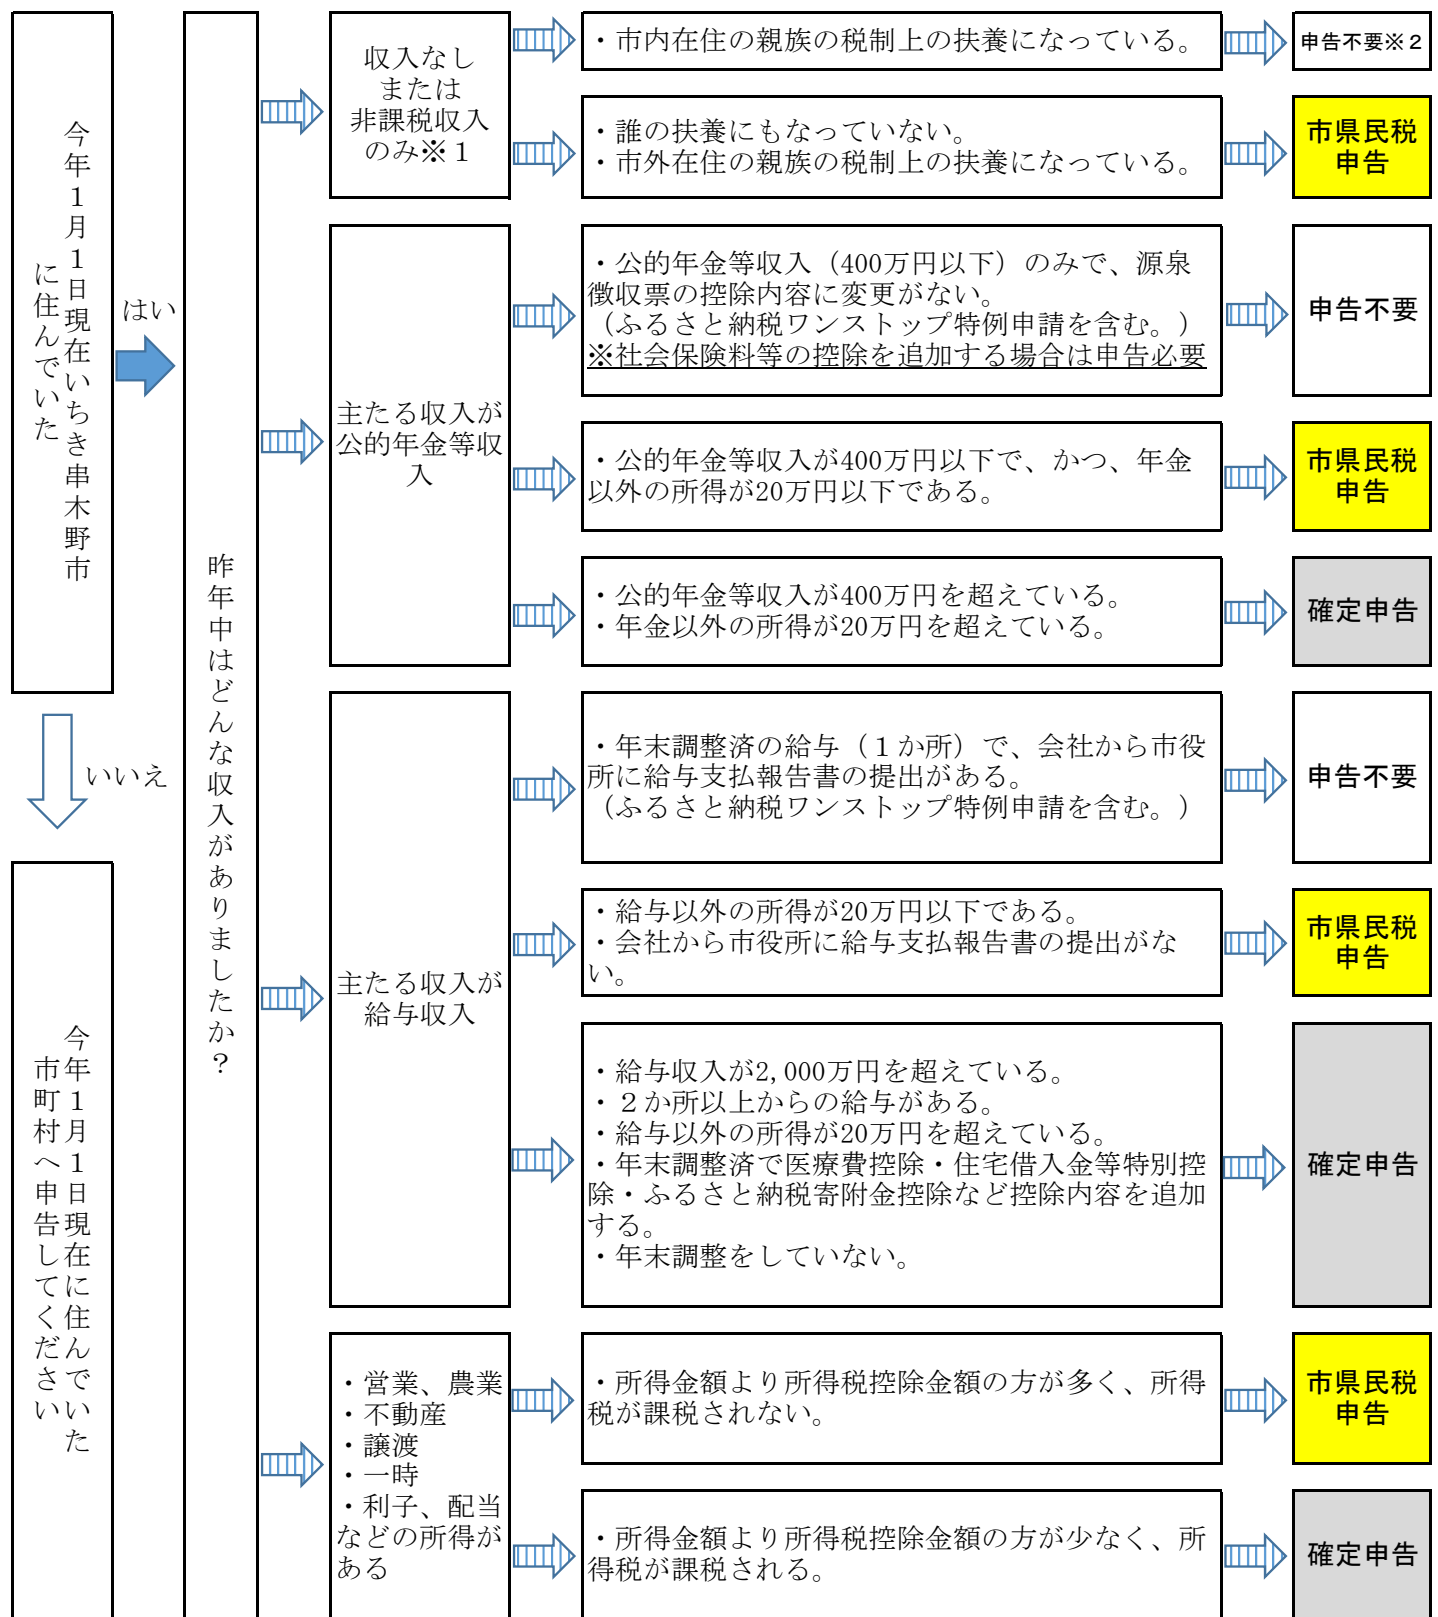 今年１月１日現在いちき串木野市
に住んでいた
はい
いいえ
今年１月１日現在に住んでいた
市町村へ申告してください
昨年中はどんな収入がありましたか？
収入なし
または
非課税収入
のみ※１
・市内在住の親族の税制上の扶養になっている。
申告不要※２
・誰の扶養にもなっていない。
・市外在住の親族の税制上の扶養になっている。
市県民税
申告
主たる収入が
公的年金等収
入
・公的年金等収入（400万円以下）のみで、源泉
徴収票の控除内容に変更がない。
（ふるさと納税ワンストップ特例申請を含む。）
※社会保険料等の控除を追加する場合は申告必要
申告不要
・公的年金等収入が400万円以下で、かつ、年金
以外の所得が20万円以下である。
市県民税
申告
・公的年金等収入が400万円を超えている。
・年金以外の所得が20万円を超えている。
確定申告
主たる収入が
給与収入
・年末調整済の給与（１か所）で、会社から市役
所に給与支払報告書の提出がある。
（ふるさと納税ワンストップ特例申請を含む。）
申告不要
・給与以外の所得が20万円以下である。
・会社から市役所に給与支払報告書の提出がな
い。
市県民税
申告
・給与収入が2,000万円を超えている。
・２か所以上からの給与がある。
・給与以外の所得が20万円を超えている。
・年末調整済で医療費控除・住宅借入金等特別控
除・ふるさと納税寄附金控除など控除内容を追加
する。
・年末調整をしていない。
確定申告
・営業、農業
・不動産
・譲渡
・一時
・利子、配当
などの所得が
ある
・所得金額より所得税控除金額の方が多く、所得
税が課税されない。
市県民税
申告
・所得金額より所得税控除金額の方が少なく、所
得税が課税される。
確定申告